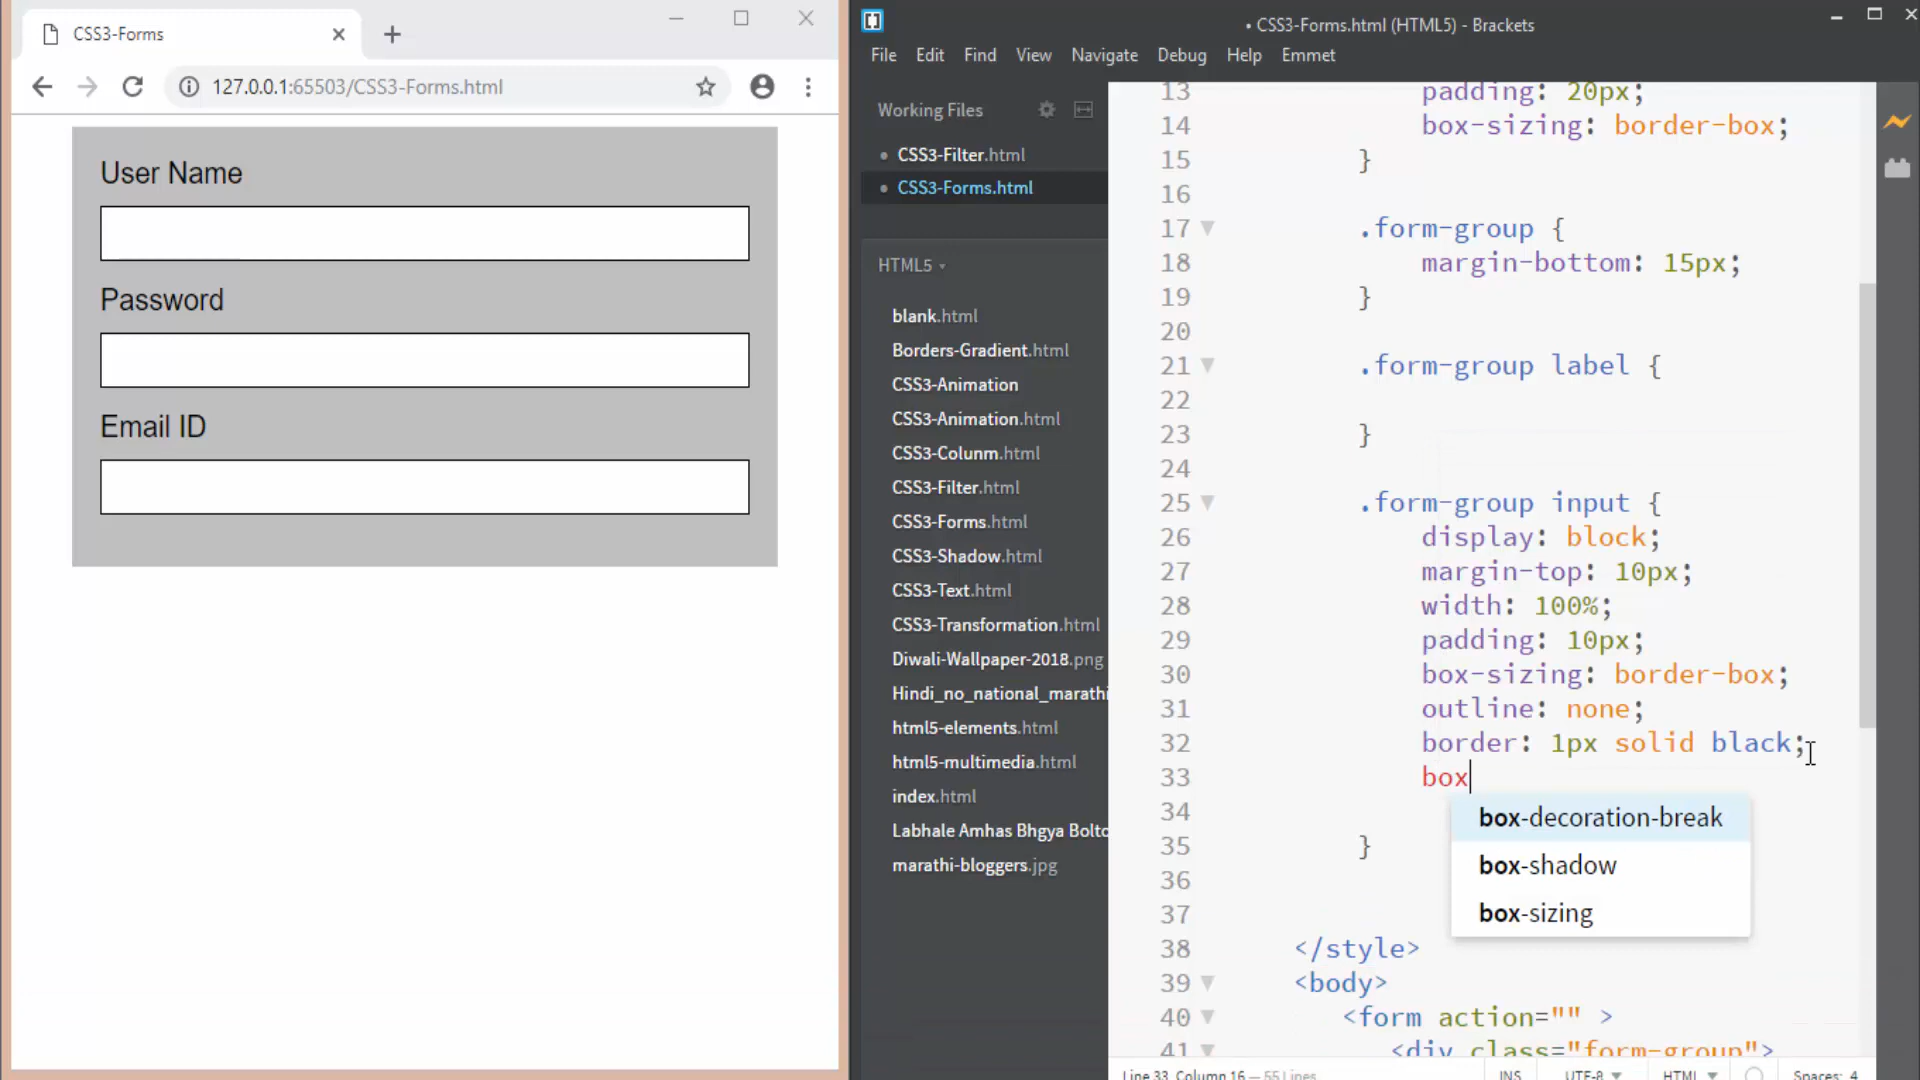 CSS3-Forms
127.0.0.1:65503/CSS3-Forms.html
User Name
Password
Email ID
• CSS3-Forms.html (HTML5) - Brackets
File Edit Find View Navigate Debug Help Emmet
Working Files
CSS3-Filter.html
CSS3-Forms.html
HTML5
blank.html
Borders-Gradient.html
CSS3-Animation
CSS3-Animation.html
CSS3-Colunm.html
CSS3-Filter.html
CSS3-Forms.html
CSS3-Shadow.html
CSS3-Text.html
CSS3-Transformation.html
Diwali-Wallpaper-2018.png
Hindi_no_national_marathi
html5-elements.html
html5-multimedia.html
index.html
Labhale Amhas Bhgya Bolto
marathi-bloggers.jpg
13 padding: 20px;
14 box-sizing: border-box;
15 }
16
17 .form-group {
18 margin-bottom: 15px;
19 }
20
21 .form-group label {
22
23 }
24
25 .form-group input {
26 display: block;
27 margin-top: 10px;
28 width: 100%;
29 padding: 10px;
30 box-sizing: border-box;
31 outline: none;
32 border: 1px solid black;
33 box
box-decoration-break
box-shadow
box-sizing
34
35 }
36
37
38 </style>
39 <body>
40 <form action="" >
41 <div class="form-group">
Line 33, Column 16 — 55 Lines
INS UTF-8 HTML Spaces: 4